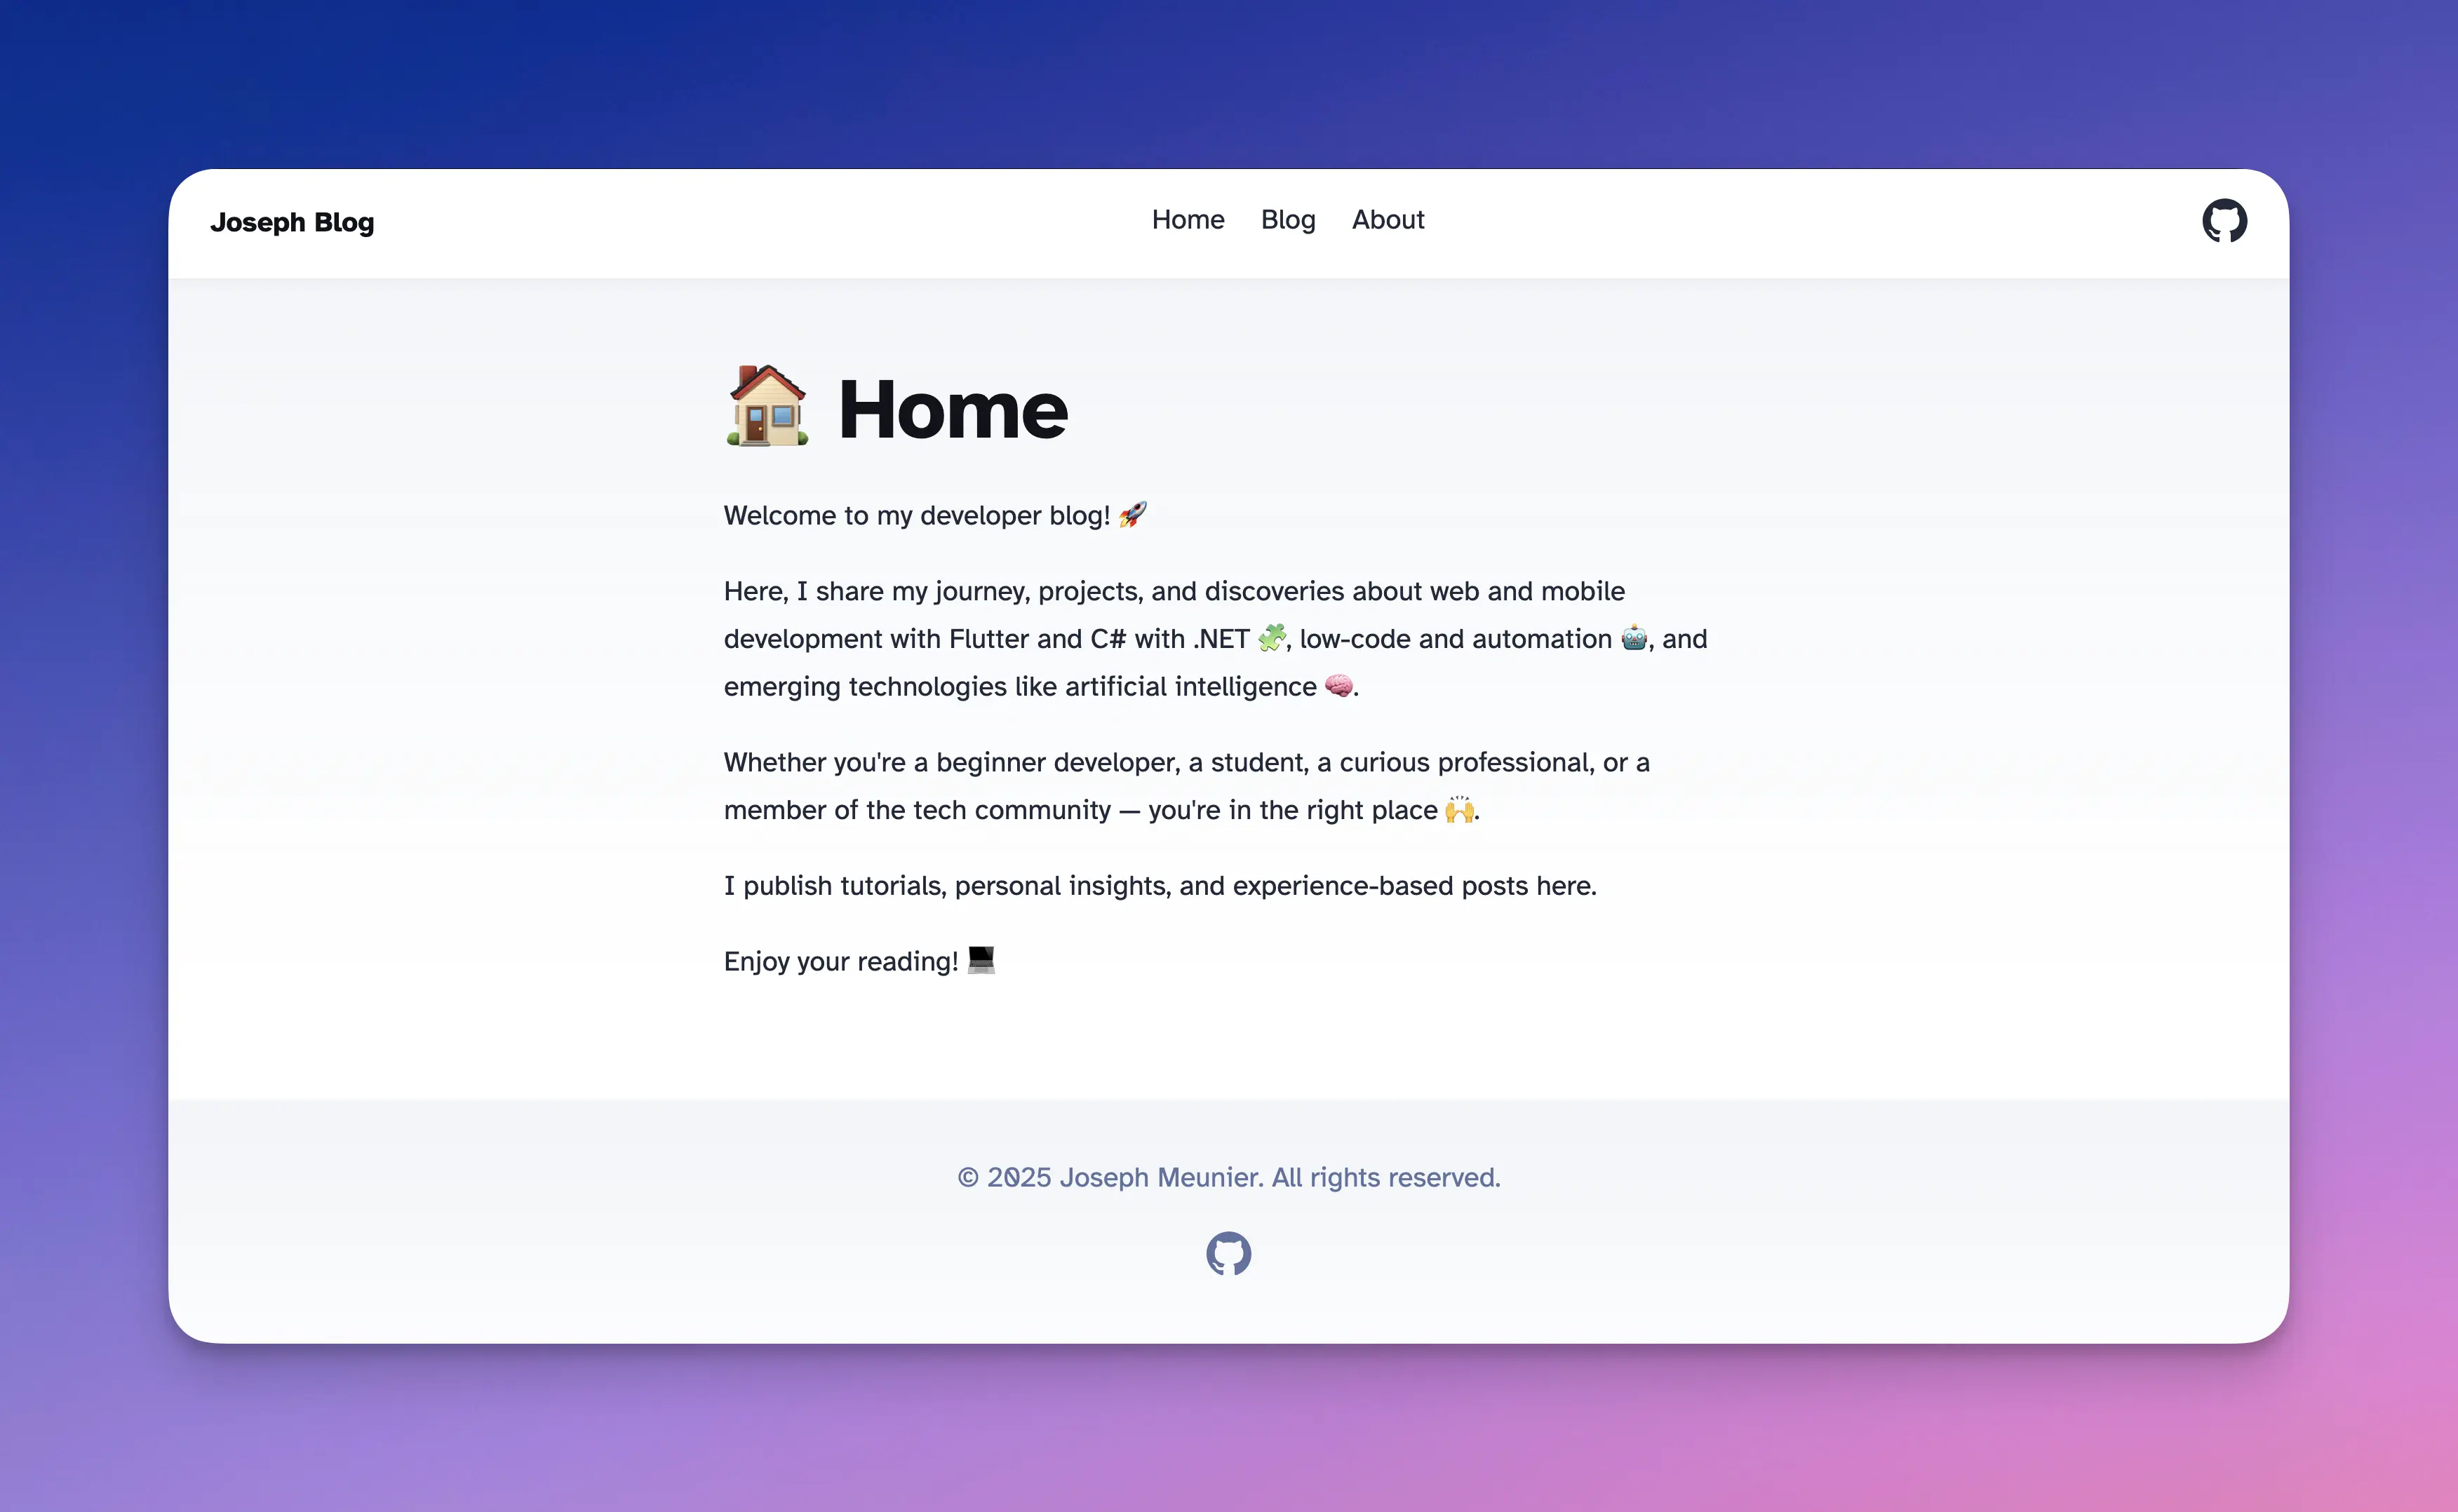 Joseph Blog
Home
Blog
About
🏠 Home
Welcome to my developer blog! 🚀
Here, I share my journey, projects, and discoveries about web and mobile
development with Flutter and C# with .NET 🧩, low-code and automation 🤖, and
emerging technologies like artificial intelligence 🧠.
Whether you're a beginner developer, a student, a curious professional, or a
member of the tech community — you're in the right place 🙌.
I publish tutorials, personal insights, and experience-based posts here.
Enjoy your reading! 💻
© 2025 Joseph Meunier. All rights reserved.